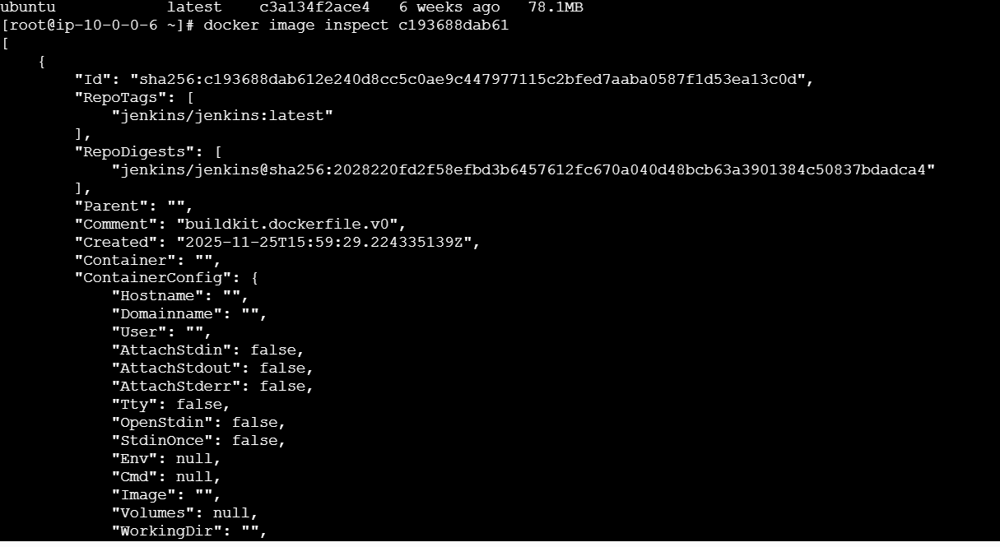 ubuntu            latest    c3a134f2ace4   6 weeks ago   78.1MB
[root@ip-10-0-0-6 ~]# docker image inspect c193688dab61
[
    {
        "Id": "sha256:c193688dab612e240d8cc5c0ae9c447977115c2bfed7aaba0587f1d53ea13c0d",
        "RepoTags": [
            "jenkins/jenkins:latest"
        ],
        "RepoDigests": [
            "jenkins/jenkins@sha256:2028220fd2f58efbd3b6457612fc670a040d48bcb63a3901384c50837bdadca4"
        ],
        "Parent": "",
        "Comment": "buildkit.dockerfile.v0",
        "Created": "2025-11-25T15:59:29.224335139Z",
        "Container": "",
        "ContainerConfig": {
            "Hostname": "",
            "Domainname": "",
            "User": "",
            "AttachStdin": false,
            "AttachStdout": false,
            "AttachStderr": false,
            "Tty": false,
            "OpenStdin": false,
            "StdinOnce": false,
            "Env": null,
            "Cmd": null,
            "Image": "",
            "Volumes": null,
            "WorkingDir": "",